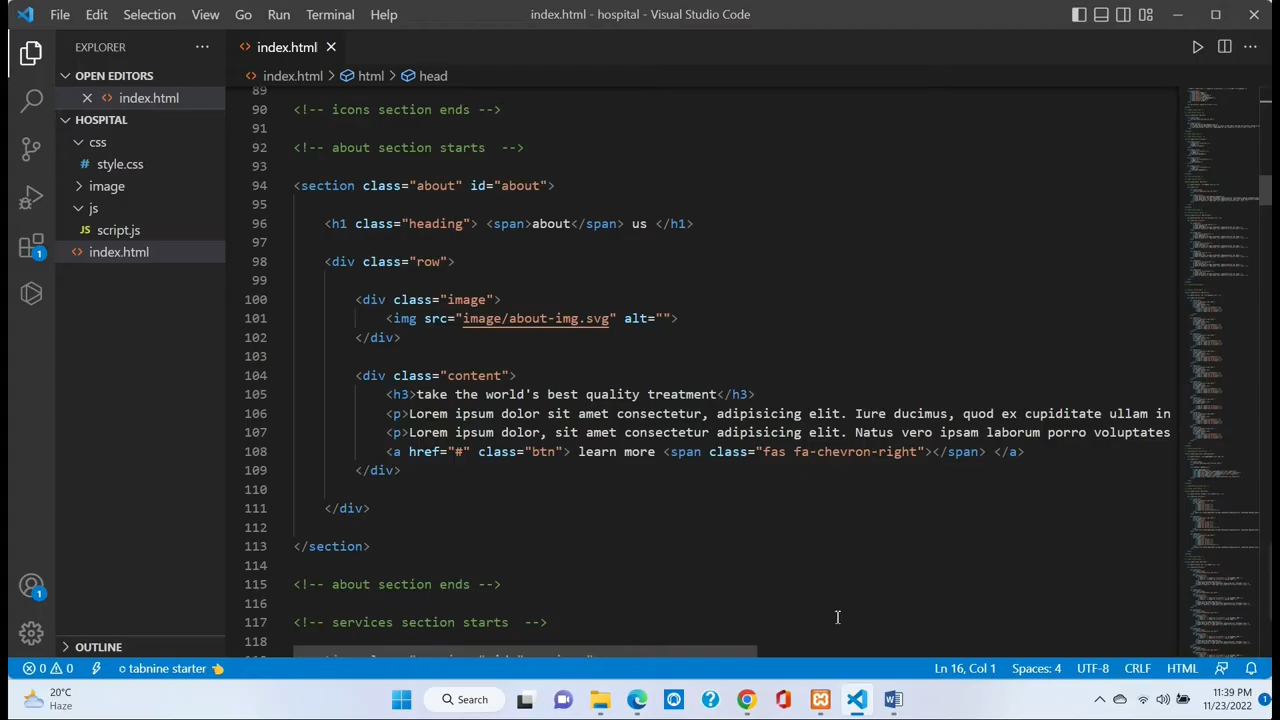 File Edit Selection View Go Run Terminal Help
index.html - hospital - Visual Studio Code
EXPLORER
index.html
OPEN EDITORS
index.html > html > head
index.html
HOSPITAL
css
style.css
image
js
script.js
index.html
OUTLINE
89
90 <!-- icons section ends -->
91
92 <!-- about section starts -->
93
94 <section class="about" id="about">
95
96 <h1 class="heading"> <span>about</span> us </h1>
97
98 <div class="row">
99
100 <div class="image">
101 <img src="image/about-img.svg" alt="">
102 </div>
103
104 <div class="content">
105 <h3>take the world's best quality treatment</h3>
106 <p>Lorem ipsum dolor sit amet consectetur, adipisicing elit. Iure ducimus, quod ex cupiditate ullam in
107 <p>Lorem ipsum dolor, sit amet consectetur adipisicing elit. Natus vero ipsam laborum porro voluptates
108 <a href="#" class="btn"> learn more <span class="fas fa-chevron-right"></span> </a>
109 </div>
110
111 </div>
112
113 </section>
114
115 <!-- about section ends -->
116
117 <!-- services section starts -->
118
0 0 tabnine starter
Ln 6, Col 1 Spaces: 4 UTF-8 CRLF HTML
1
1
20°C
Haze
Search
11:39 PM
11/23/2022
1